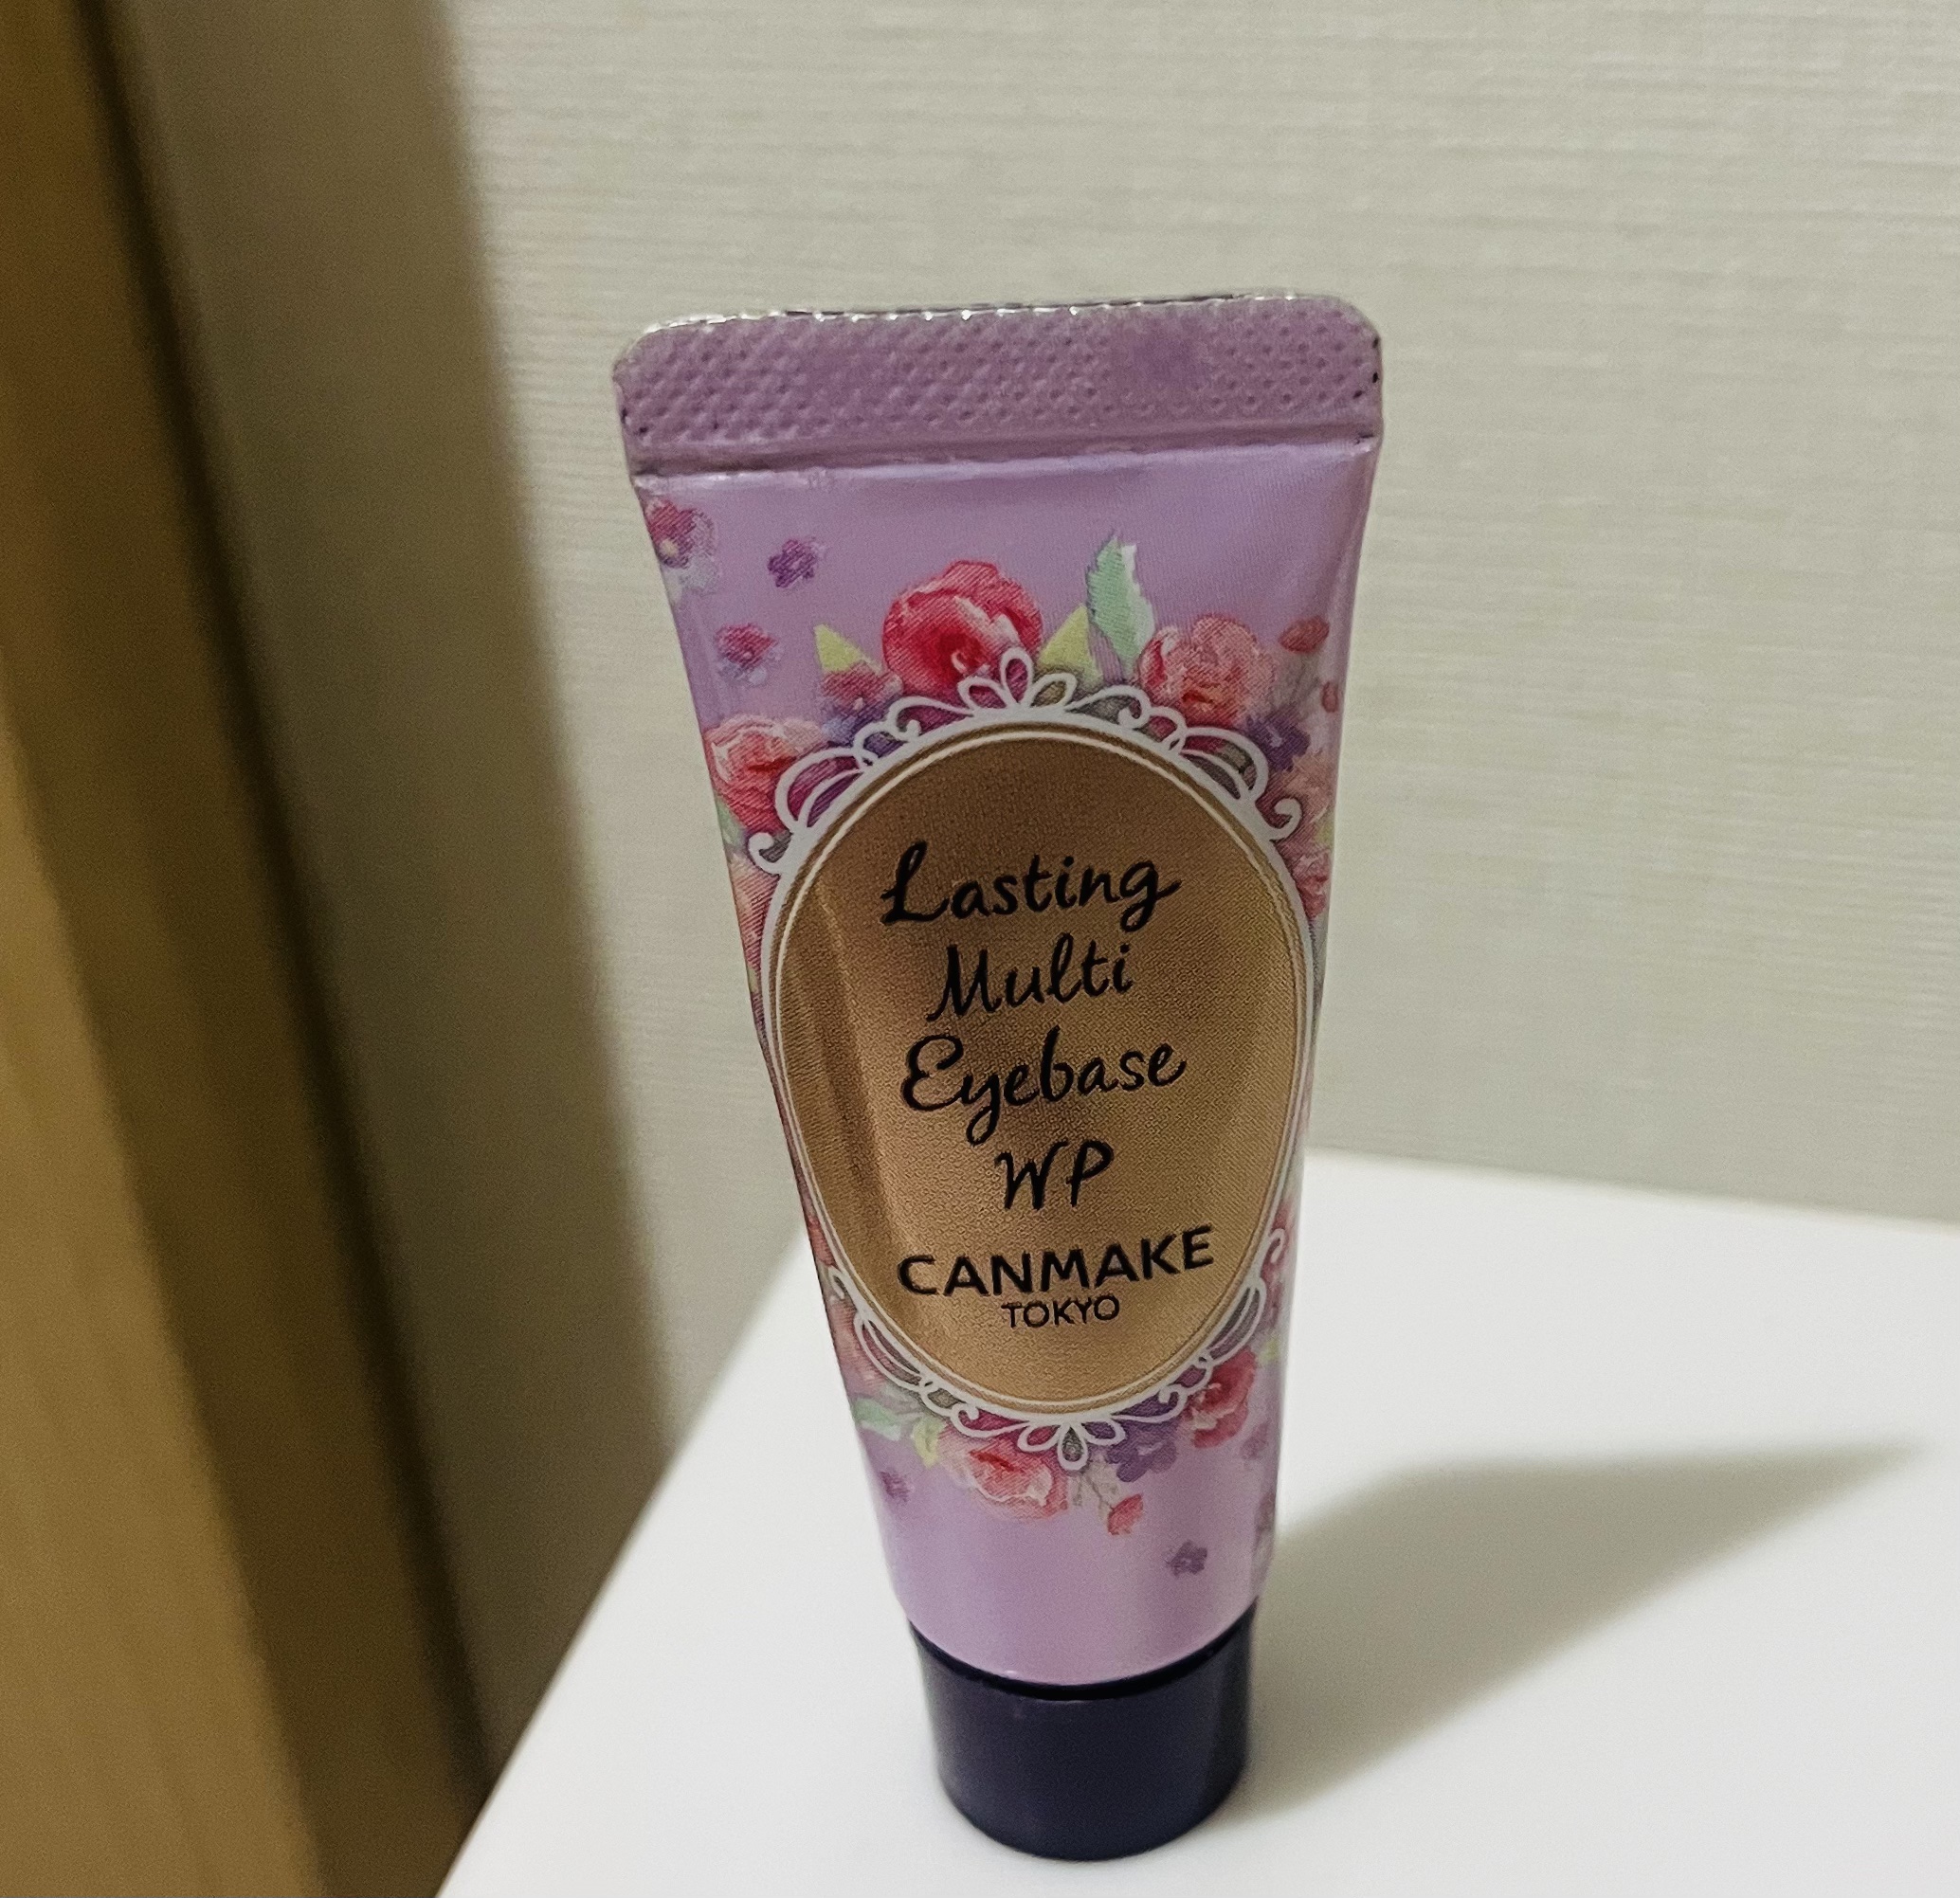 Lasting
Multi
Eyebase
WP
CANMAKE
TOKYO